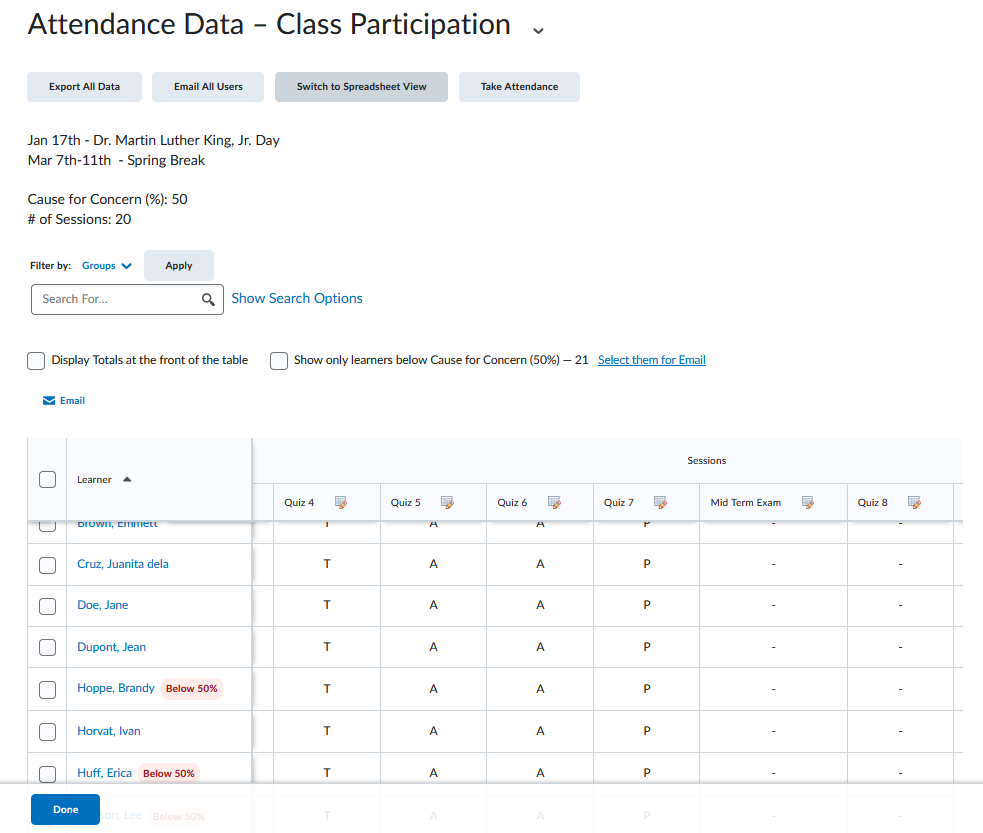 Attendance Data – Class Participation
Export All Data Email All Users Switch to Spreadsheet View Take Attendance
Jan 17th - Dr. Martin Luther King, Jr. Day
Mar 7th-11th - Spring Break
Cause for Concern (%): 50
# of Sessions: 20
Filter by: Groups Apply
Search For... Show Search Options
Display Totals at the front of the table Show only learners below Cause for Concern (50%) — 21 Select them for Email
Email
Sessions
Learner
Quiz 4 Quiz 5 Quiz 6 Quiz 7 Mid Term Exam Quiz 8
Brown, Emmett T A A P - -
Cruz, Juanita dela T A A P - -
Doe, Jane T A A P - -
Dupont, Jean T A A P - -
Hoppe, Brandy Below 50% T A A P - -
Horvat, Ivan T A A P - -
Huff, Erica Below 50% T A A P - -
Done Lee Below 50% T A A P - -